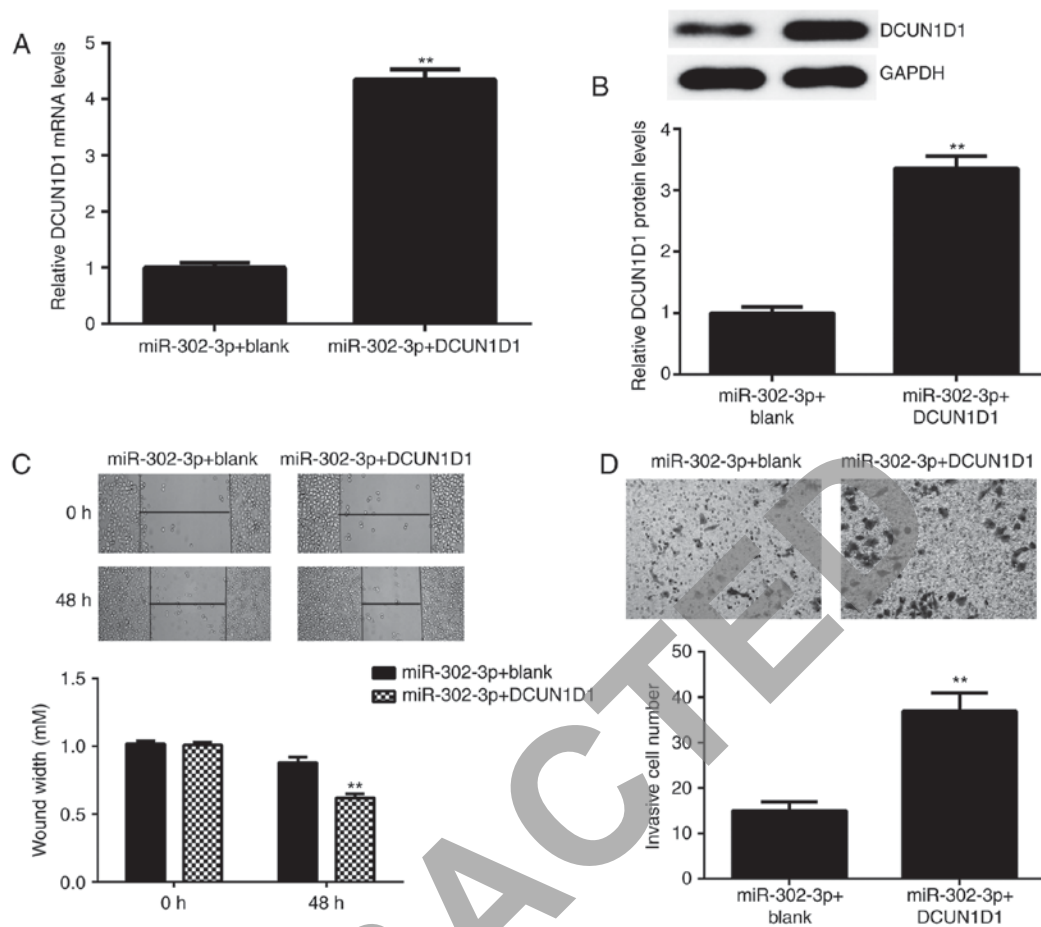 A
Relative DCUN1D1 mRNA levels
5
4
3
2
1
0
**
miR-302-3p+blank
miR-302-3p+DCUN1D1
B
DCUN1D1
GAPDH
Relative DCUN1D1 protein levels
4
3
2
1
0
**
miR-302-3p+
blank
miR-302-3p+
DCUN1D1
C
miR-302-3p+blank
miR-302-3p+DCUN1D1
0 h
48 h
miR-302-3p+blank
miR-302-3p+DCUN1D1
Wound width (mM)
1.5
1.0
0.5
0.0
**
0 h
48 h
D
miR-302-3p+blank
miR-302-3p+DCUN1D1
Invasive cell number
50
40
30
20
10
0
**
miR-302-3p+
blank
miR-302-3p+
DCUN1D1
ACTED